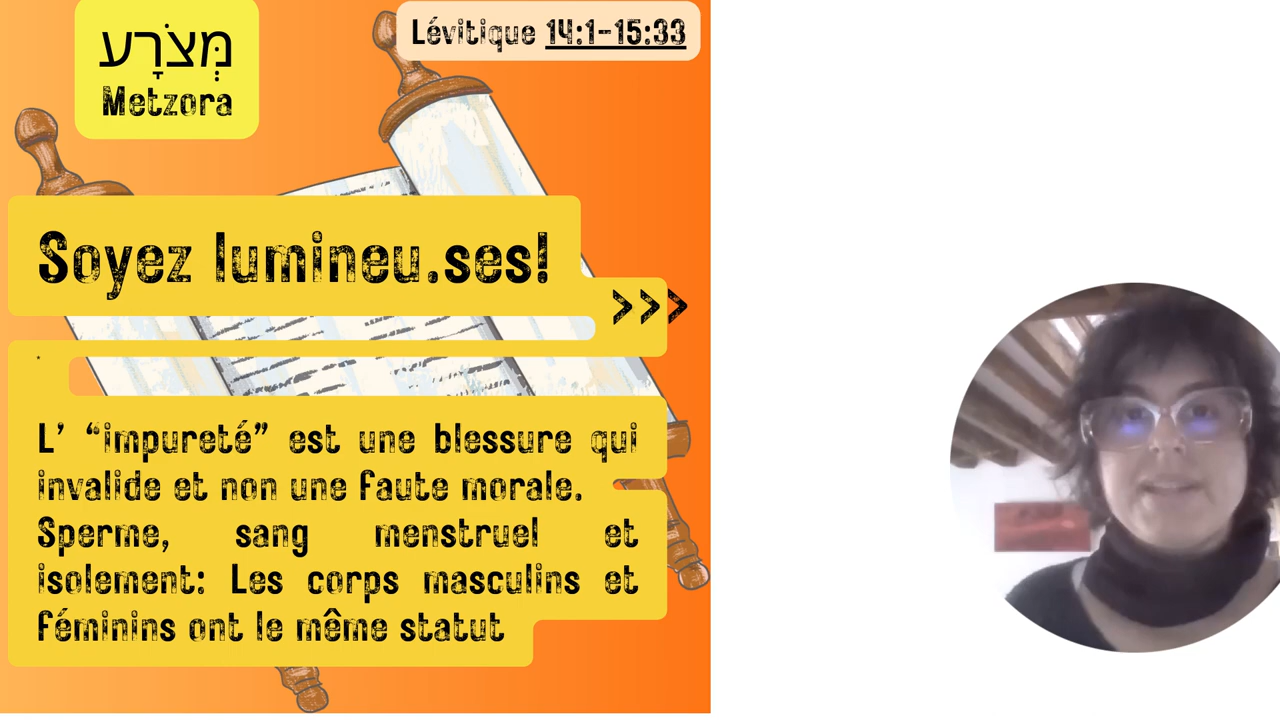 מְּצֹרָע
Metzora
Lévitique 14:1-15:33
Soyez lumineu.ses!
>>>
*
L’ “impureté” est une blessure qui
invalide et non une faute morale.
Sperme, sang menstruel et
isolement: Les corps masculins et
féminins ont le même statut